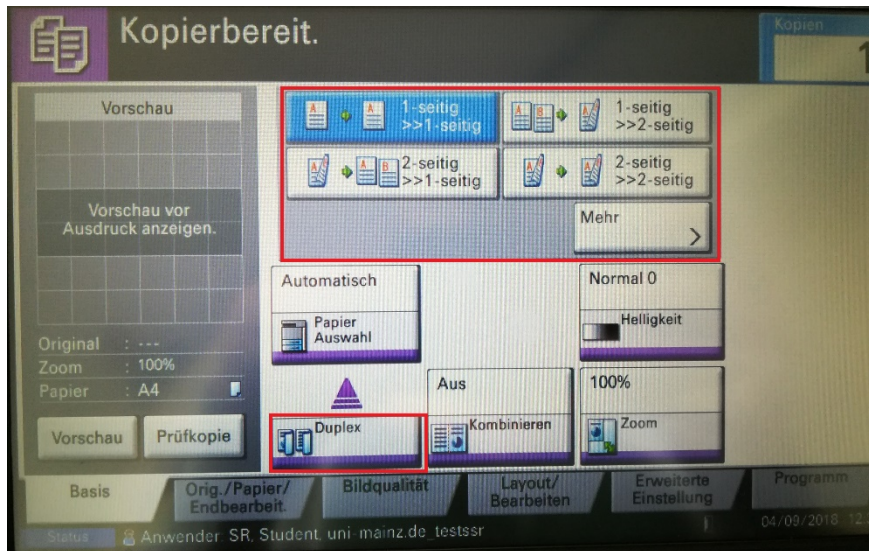 Kopierbereit.
Kopien
1
Vorschau
Vorschau vor
Ausdruck anzeigen.
Original : ---
Zoom : 100%
Papier : A4
Vorschau
Prüfkopie
1-seitig
>>1-seitig
1-seitig
>>2-seitig
2-seitig
>>1-seitig
2-seitig
>>2-seitig
Mehr
>
Automatisch
Papier
Auswahl
Normal 0
Helligkeit
Duplex
Aus
Kombinieren
100%
Zoom
Basis
Orig./Papier/
Endbearbeit.
Bildqualität
Layout/
Bearbeiten
Erweiterte
Einstellung
Programm
Status
Anwender SR, Student, uni-mainz.de_testssr
04/09/2018